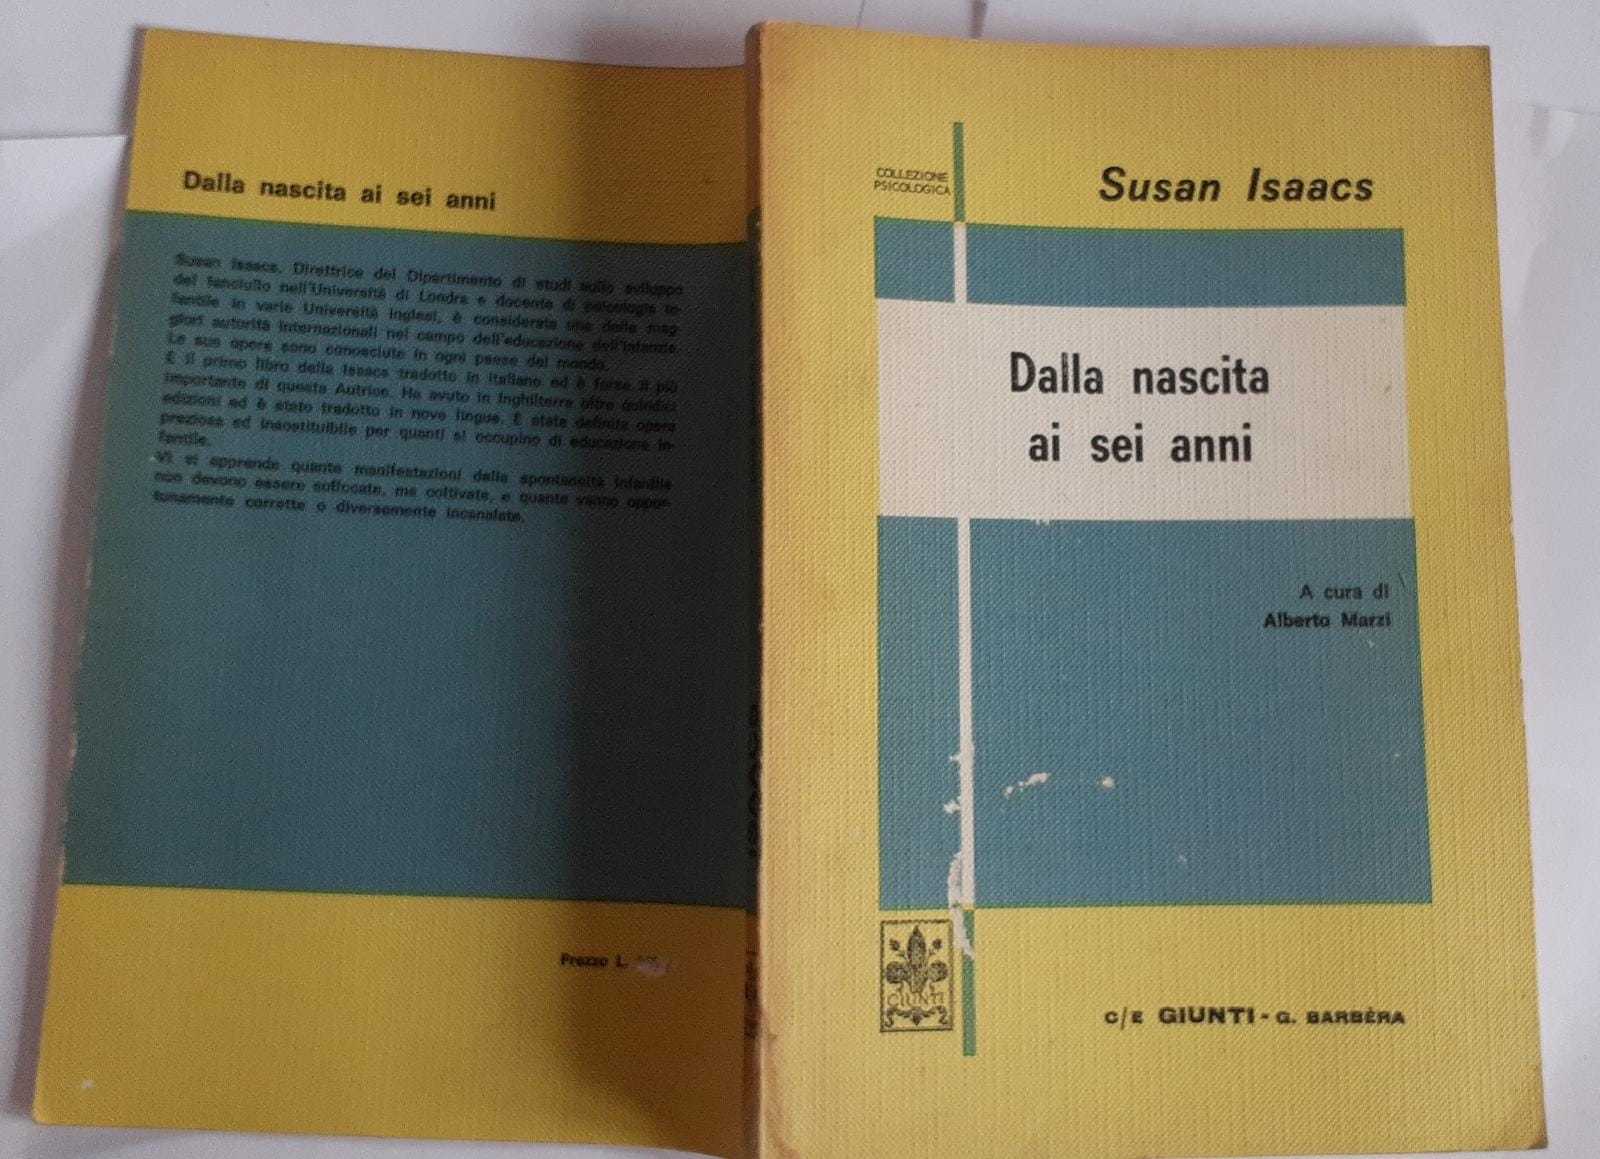 Dalla nascita ai sei anni
Susan Isaacs, Direttrice del Dipartimento di studi sullo sviluppo
del fanciullo nell'Università di Londra e docente di psicologia in-
fantile in varie Università inglesi, è considerata una delle mag-
giori autorità internazionali nel campo dell'educazione dell'infanzia.
Le sue opere sono conosciute in ogni paese del mondo.
E il primo libro della Isaacs tradotto in italiano ed è forse il più
importante di questa Autrice. Ha avuto in Inghilterra oltre quindici
edizioni ed è stato tradotto in nove lingue. E stata definita opera
preziosa ed insostituibile per quanti si occupino di educazione in-
fantile.
Vi si apprende quante manifestazioni della spontaneità infantile
non devono essere soffocate, ma coltivate, e quante vanno oppor-
tunamente corrette o diversamente incanalate.
Prezzo L.
COLLEZIONE
PSICOLOGICA
Susan Isaacs
Dalla nascita
ai sei anni
A cura di
Alberto Marzi
GIUNTI
C/E GIUNTI - G. BARBÈRA